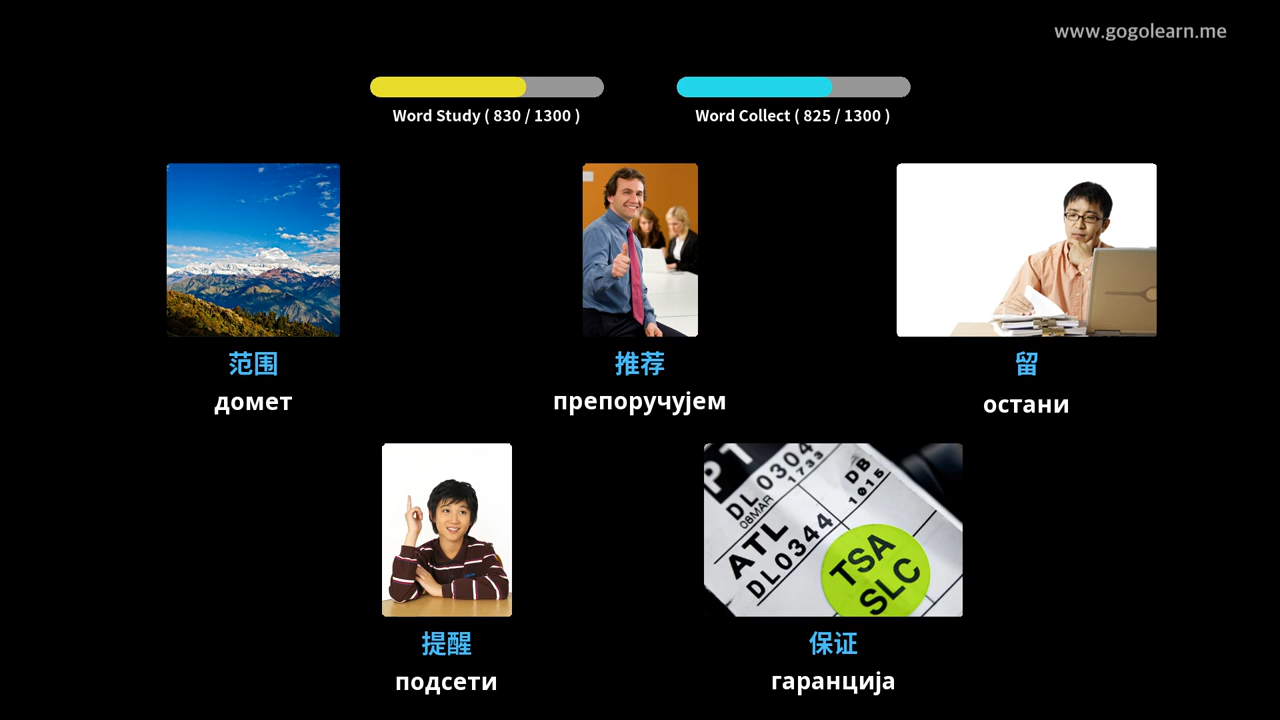 www.gogolearn.me
Word Study ( 830 / 1300 )
Word Collect ( 825 / 1300 )
范围
домет
推荐
препоручујем
留
остани
提醒
подсети
保证
гаранција
P1
DL 0304
1733
08MAR
DB
1015
ATL
DL0344
TSA
SLC